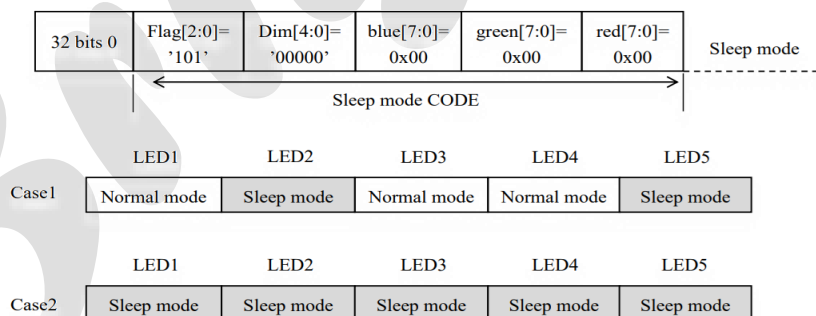 32 bits 0 Flag[2:0]= '101' Dim[4:0]= '00000' blue[7:0]= 0x00 green[7:0]= 0x00 red[7:0]= 0x00 Sleep mode
Sleep mode CODE
LED1 LED2 LED3 LED4 LED5
Case1 Normal mode Sleep mode Normal mode Normal mode Sleep mode
LED1 LED2 LED3 LED4 LED5
Case2 Sleep mode Sleep mode Sleep mode Sleep mode Sleep mode